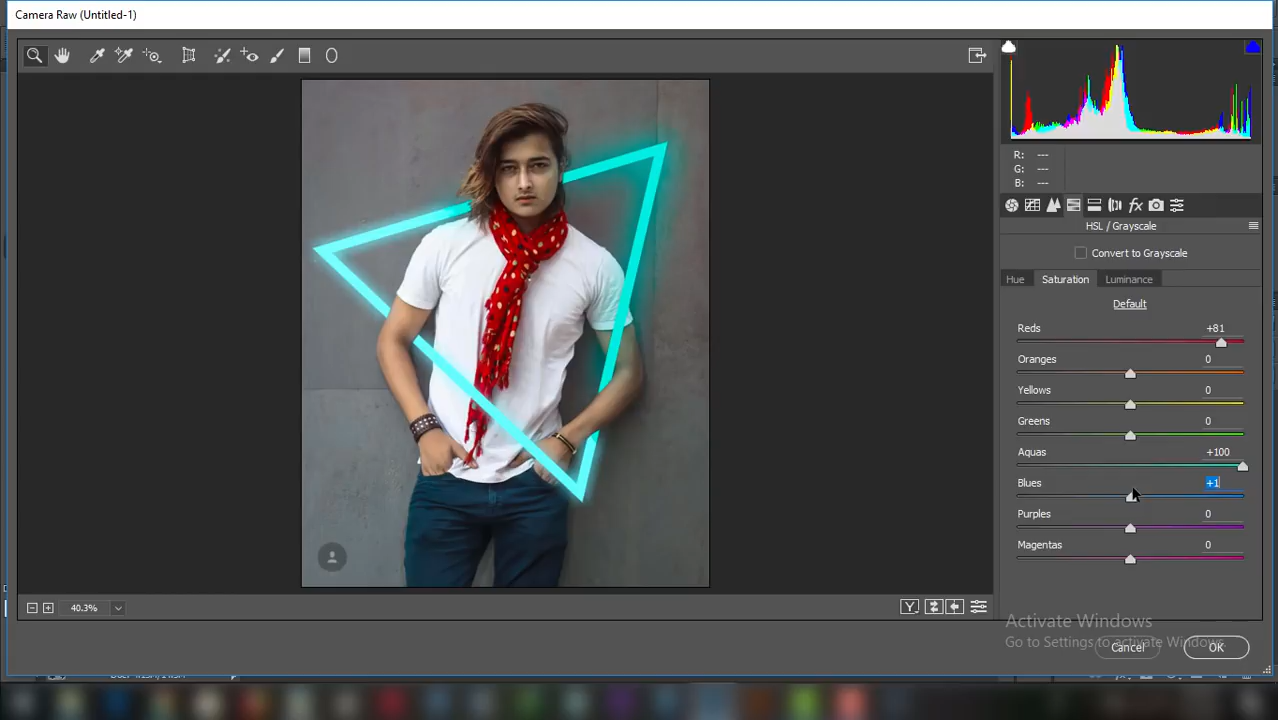 Camera Raw (Untitled-1)
R: ---
G: ---
B: ---
fx
HSL / Grayscale
Convert to Grayscale
Hue Saturation Luminance
Default
Reds +81
Oranges 0
Yellows 0
Greens 0
Aquas +100
Blues +1
Purples 0
Magentas 0
40.3%
Y
Activate Windows
Go to Settings to activate Windows.
Cancel OK